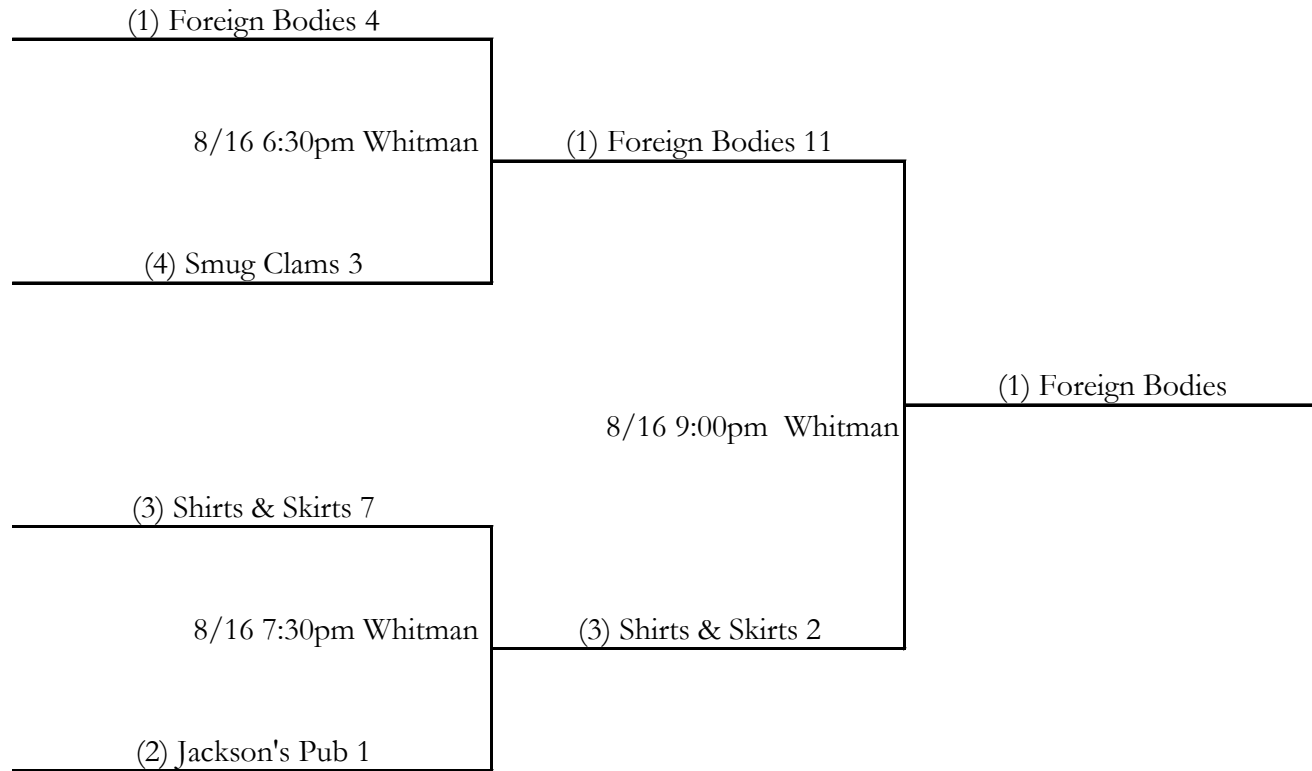 (1) Foreign Bodies 4
8/16 6:30pm Whitman
(1) Foreign Bodies 11
(4) Smug Clams 3
(1) Foreign Bodies
8/16 9:00pm  Whitman
(3) Shirts & Skirts 7
8/16 7:30pm Whitman
(3) Shirts & Skirts 2
(2) Jackson's Pub 1